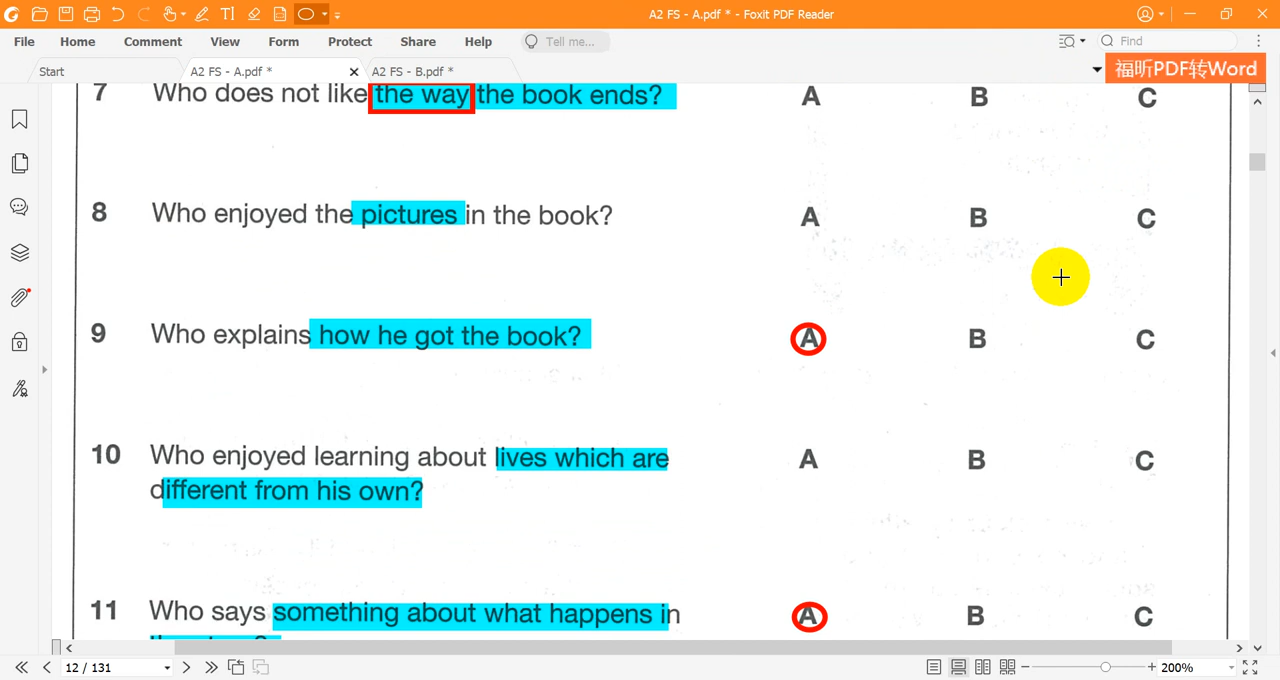 A2 FS - A.pdf * - Foxit PDF Reader
File Home Comment View Form Protect Share Help Tell me... Find
Start A2 FS - A.pdf * A2 FS - B.pdf * 福昕PDF转Word
7 Who does not like the way the book ends? A B C
8 Who enjoyed the pictures in the book? A B C
9 Who explains how he got the book? A B C
10 Who enjoyed learning about lives which are A B C
different from his own?
11 Who says something about what happens in A B C
12 / 131 200%